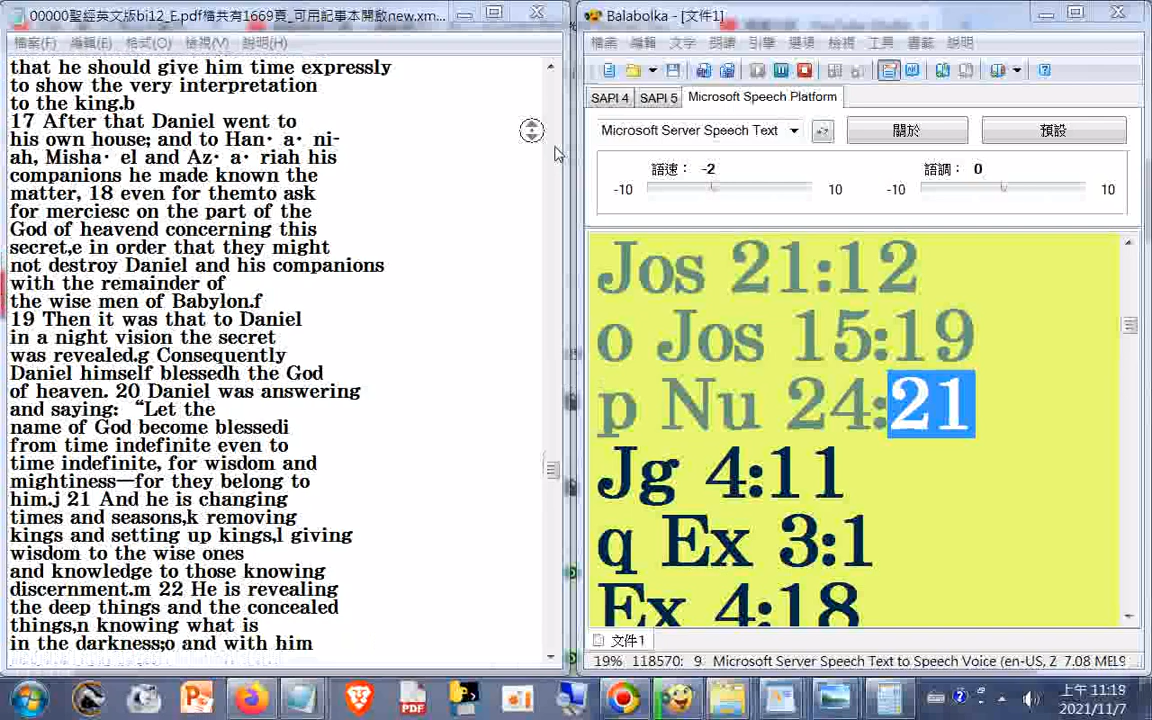 00000聖經英文版bi12_E.pdf檔共有1669頁_可用記事本開啟new.xm...
檔案(F) 編輯(E) 格式(O) 檢視(V) 說明(H)
that he should give him time expressly
to show the very interpretation
to the king.b
17 After that Daniel went to
his own house; and to Han· a· ni-
ah, Misha· el and Az· a· riah his
companions he made known the
matter, 18 even for themto ask
for merciesc on the part of the
God of heavend concerning this
secret,e in order that they might
not destroy Daniel and his companions
with the remainder of
the wise men of Babylon.f
19 Then it was that to Daniel
in a night vision the secret
was revealed.g Consequently
Daniel himself blessedh the God
of heaven. 20 Daniel was answering
and saying: “Let the
name of God become blessedi
from time indefinite even to
time indefinite, for wisdom and
mightiness—for they belong to
him.j 21 And he is changing
times and seasons,k removing
kings and setting up kings,l giving
wisdom to the wise ones
and knowledge to those knowing
discernment.m 22 He is revealing
the deep things and the concealed
things,n knowing what is
in the darkness;o and with him
Balabolka - [文件1]
檔案 編輯 文字 朗讀 引擎 選項 檢視 工具 書籤 說明
SAPI 4 SAPI 5 Microsoft Speech Platform
Microsoft Server Speech Text 關於 預設
語速: -2 語調: 0
-10 10 -10 10
Jos 21:12
o Jos 15:19
p Nu 24:21
Jg 4:11
q Ex 3:1
Ex 4:18
文件1
19% 118570: 9 Microsoft Server Speech Text to Speech Voice (en-US, Z 7.08 MB
PDF
上午 11:18
2021/11/7